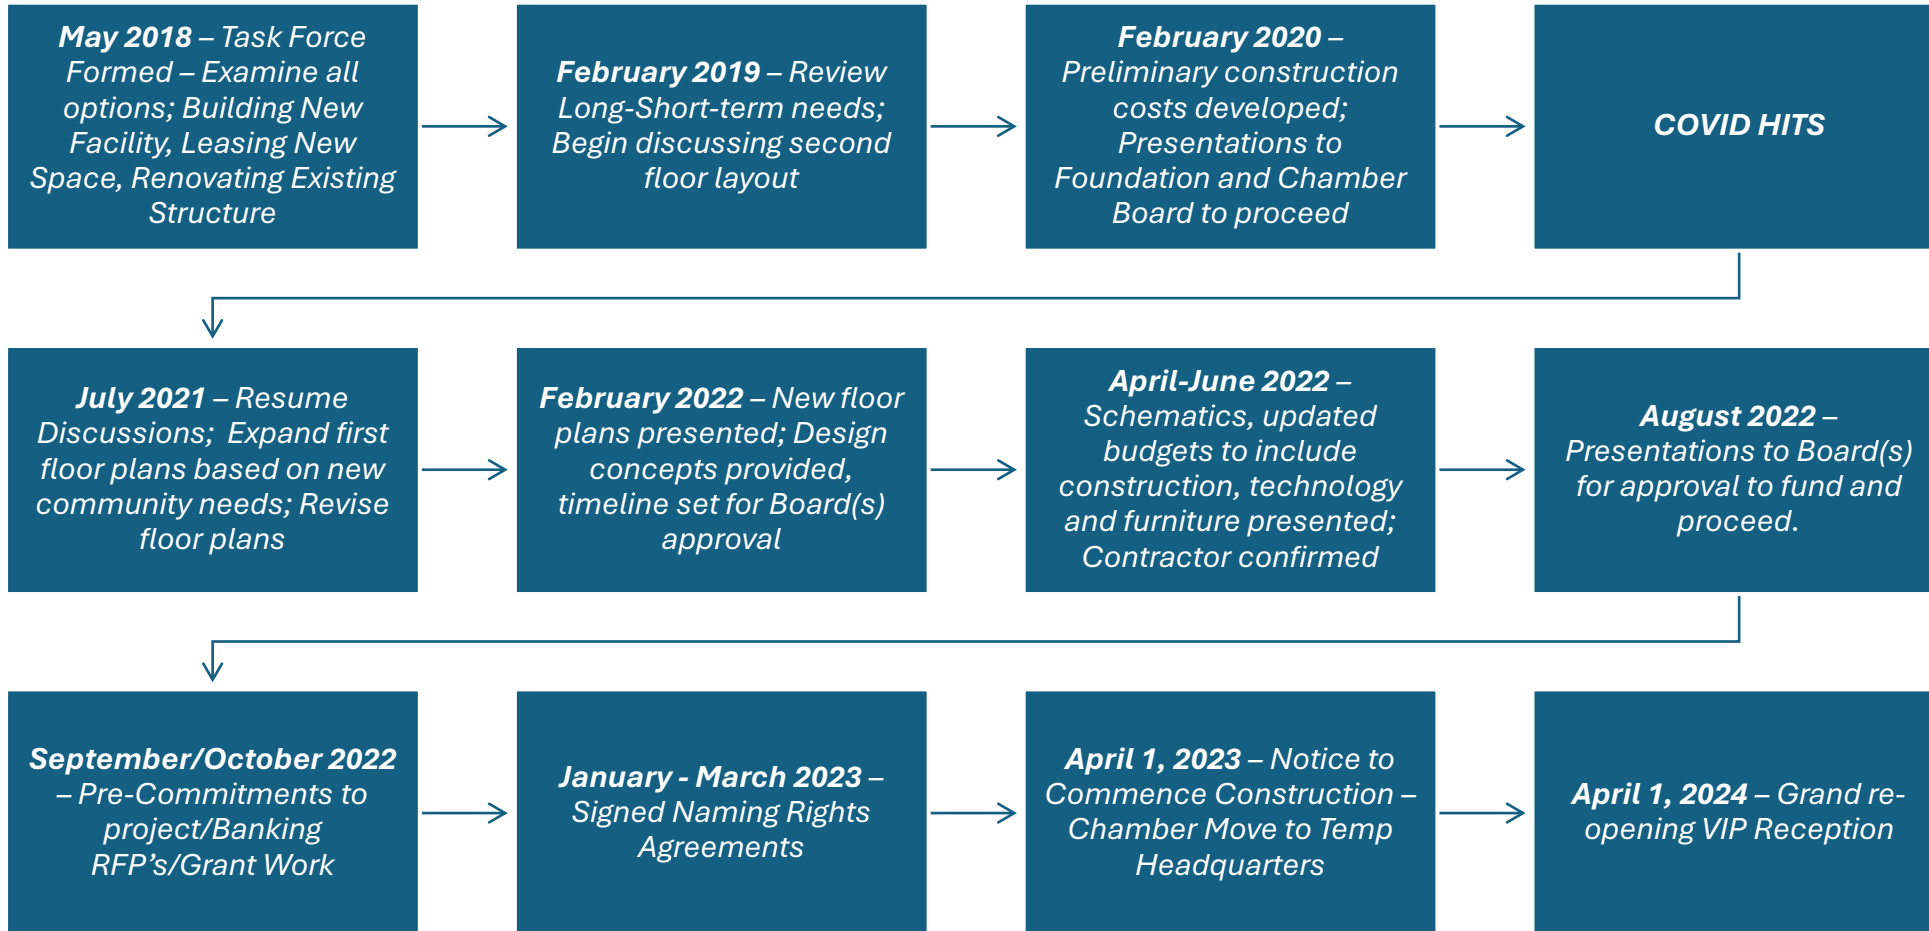 May 2018 – Task Force
Formed – Examine all
options; Building New
Facility, Leasing New
Space, Renovating Existing
Structure
February 2019 – Review
Long-Short-term needs;
Begin discussing second
floor layout
February 2020 –
Preliminary construction
costs developed;
Presentations to
Foundation and Chamber
Board to proceed
COVID HITS
July 2021 – Resume
Discussions;  Expand first
floor plans based on new
community needs; Revise
floor plans
February 2022 – New floor
plans presented; Design
concepts provided,
timeline set for Board(s)
approval
April-June 2022 –
Schematics, updated
budgets to include
construction, technology
and furniture presented;
Contractor confirmed
August 2022 –
Presentations to Board(s)
for approval to fund and
proceed.
September/October 2022
– Pre-Commitments to
project/Banking
RFP’s/Grant Work
January - March 2023 –
Signed Naming Rights
Agreements
April 1, 2023 – Notice to
Commence Construction –
Chamber Move to Temp
Headquarters
April 1, 2024 – Grand re-
opening VIP Reception